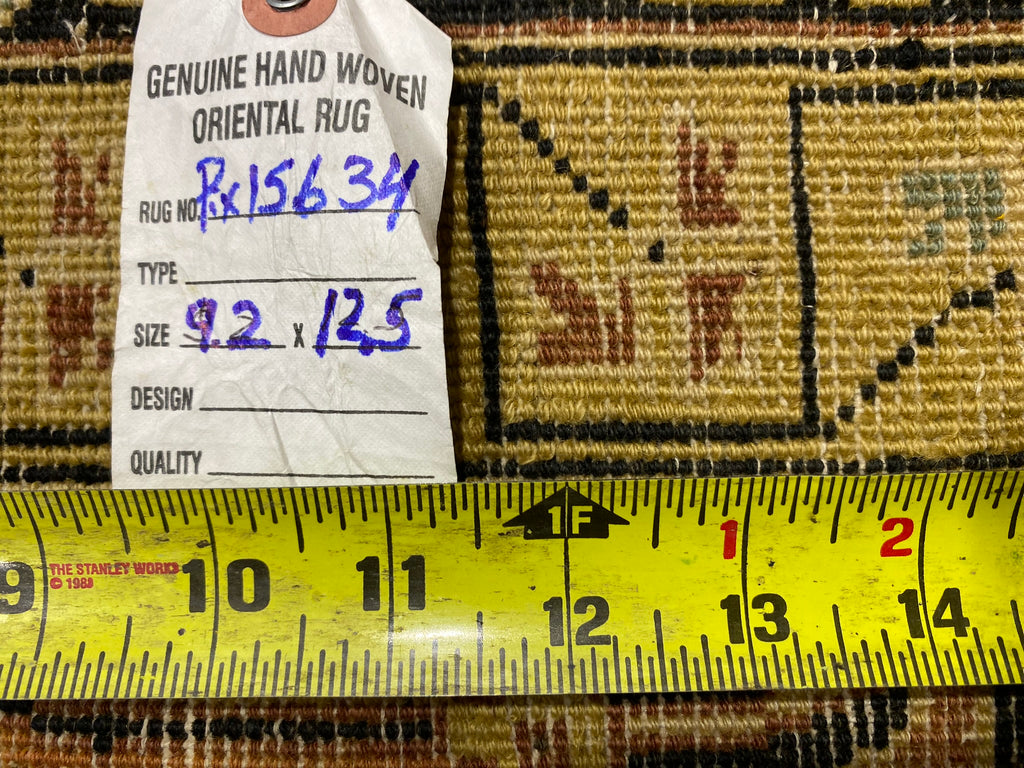 GENUINE HAND WOVEN
ORIENTAL RUG
RUG NO. Px15634
TYPE
SIZE 9.2 x 12.5
DESIGN
QUALITY
1F 1 2
THE STANLEY WORKS
© 1988
9 10 11 12 13 14